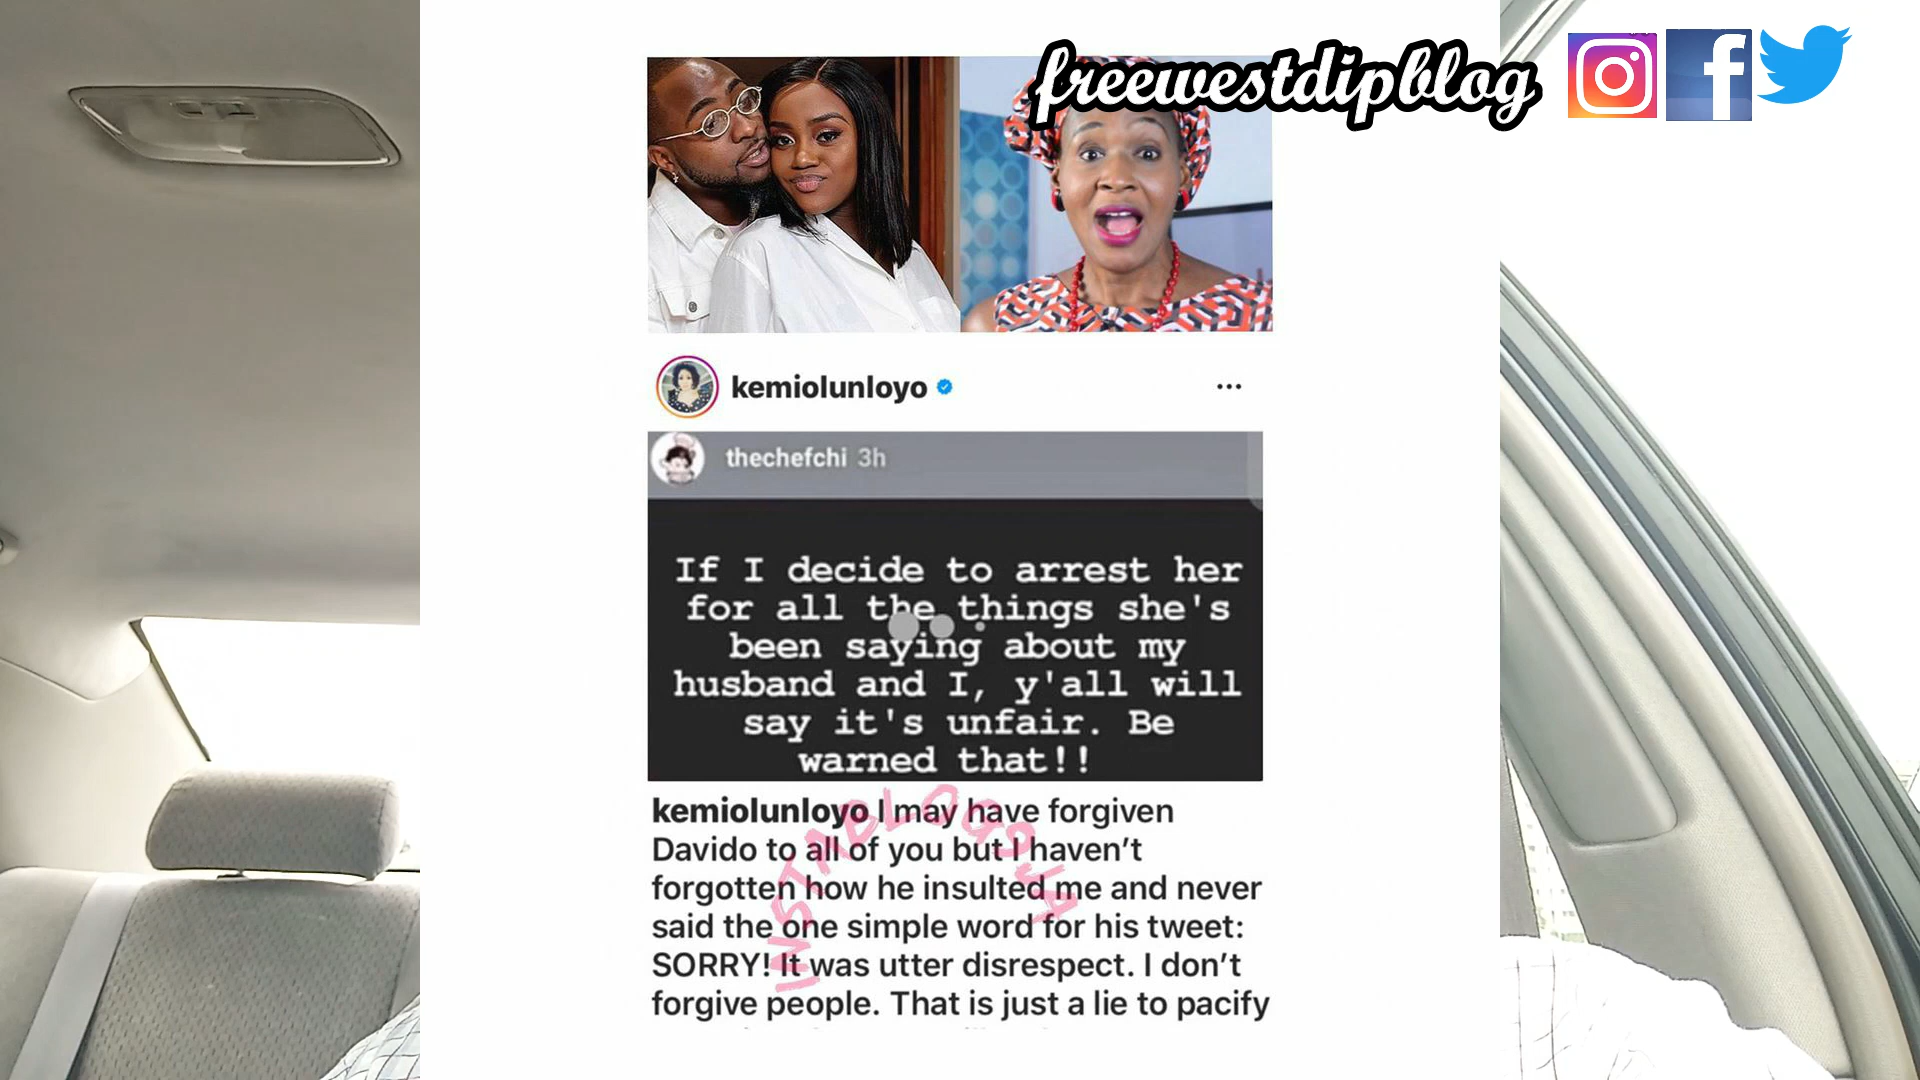 freewestdipblog
kemiolunloyo
thechefchi 3h
If I decide to arrest her
for all the things she's
been saying about my
husband and I, y'all will
say it's unfair. Be
warned that!!
kemiolunloyo I may have forgiven
Davido to all of you but I haven't
forgotten how he insulted me and never
said the one simple word for his tweet:
SORRY! It was utter disrespect. I don't
forgive people. That is just a lie to pacify
INSTABLOG9JA